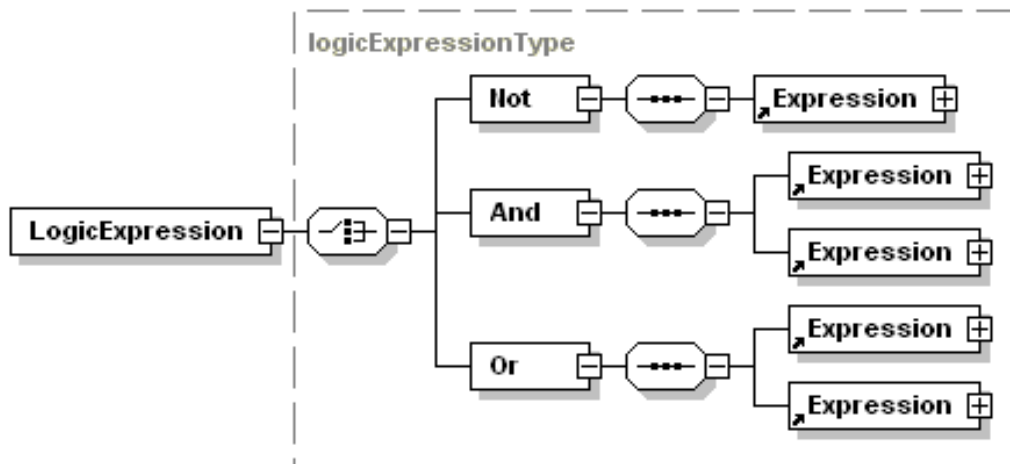 logicExpressionType
Not
Expression
Expression
And
LogicExpression
Expression
Expression
Or
Expression